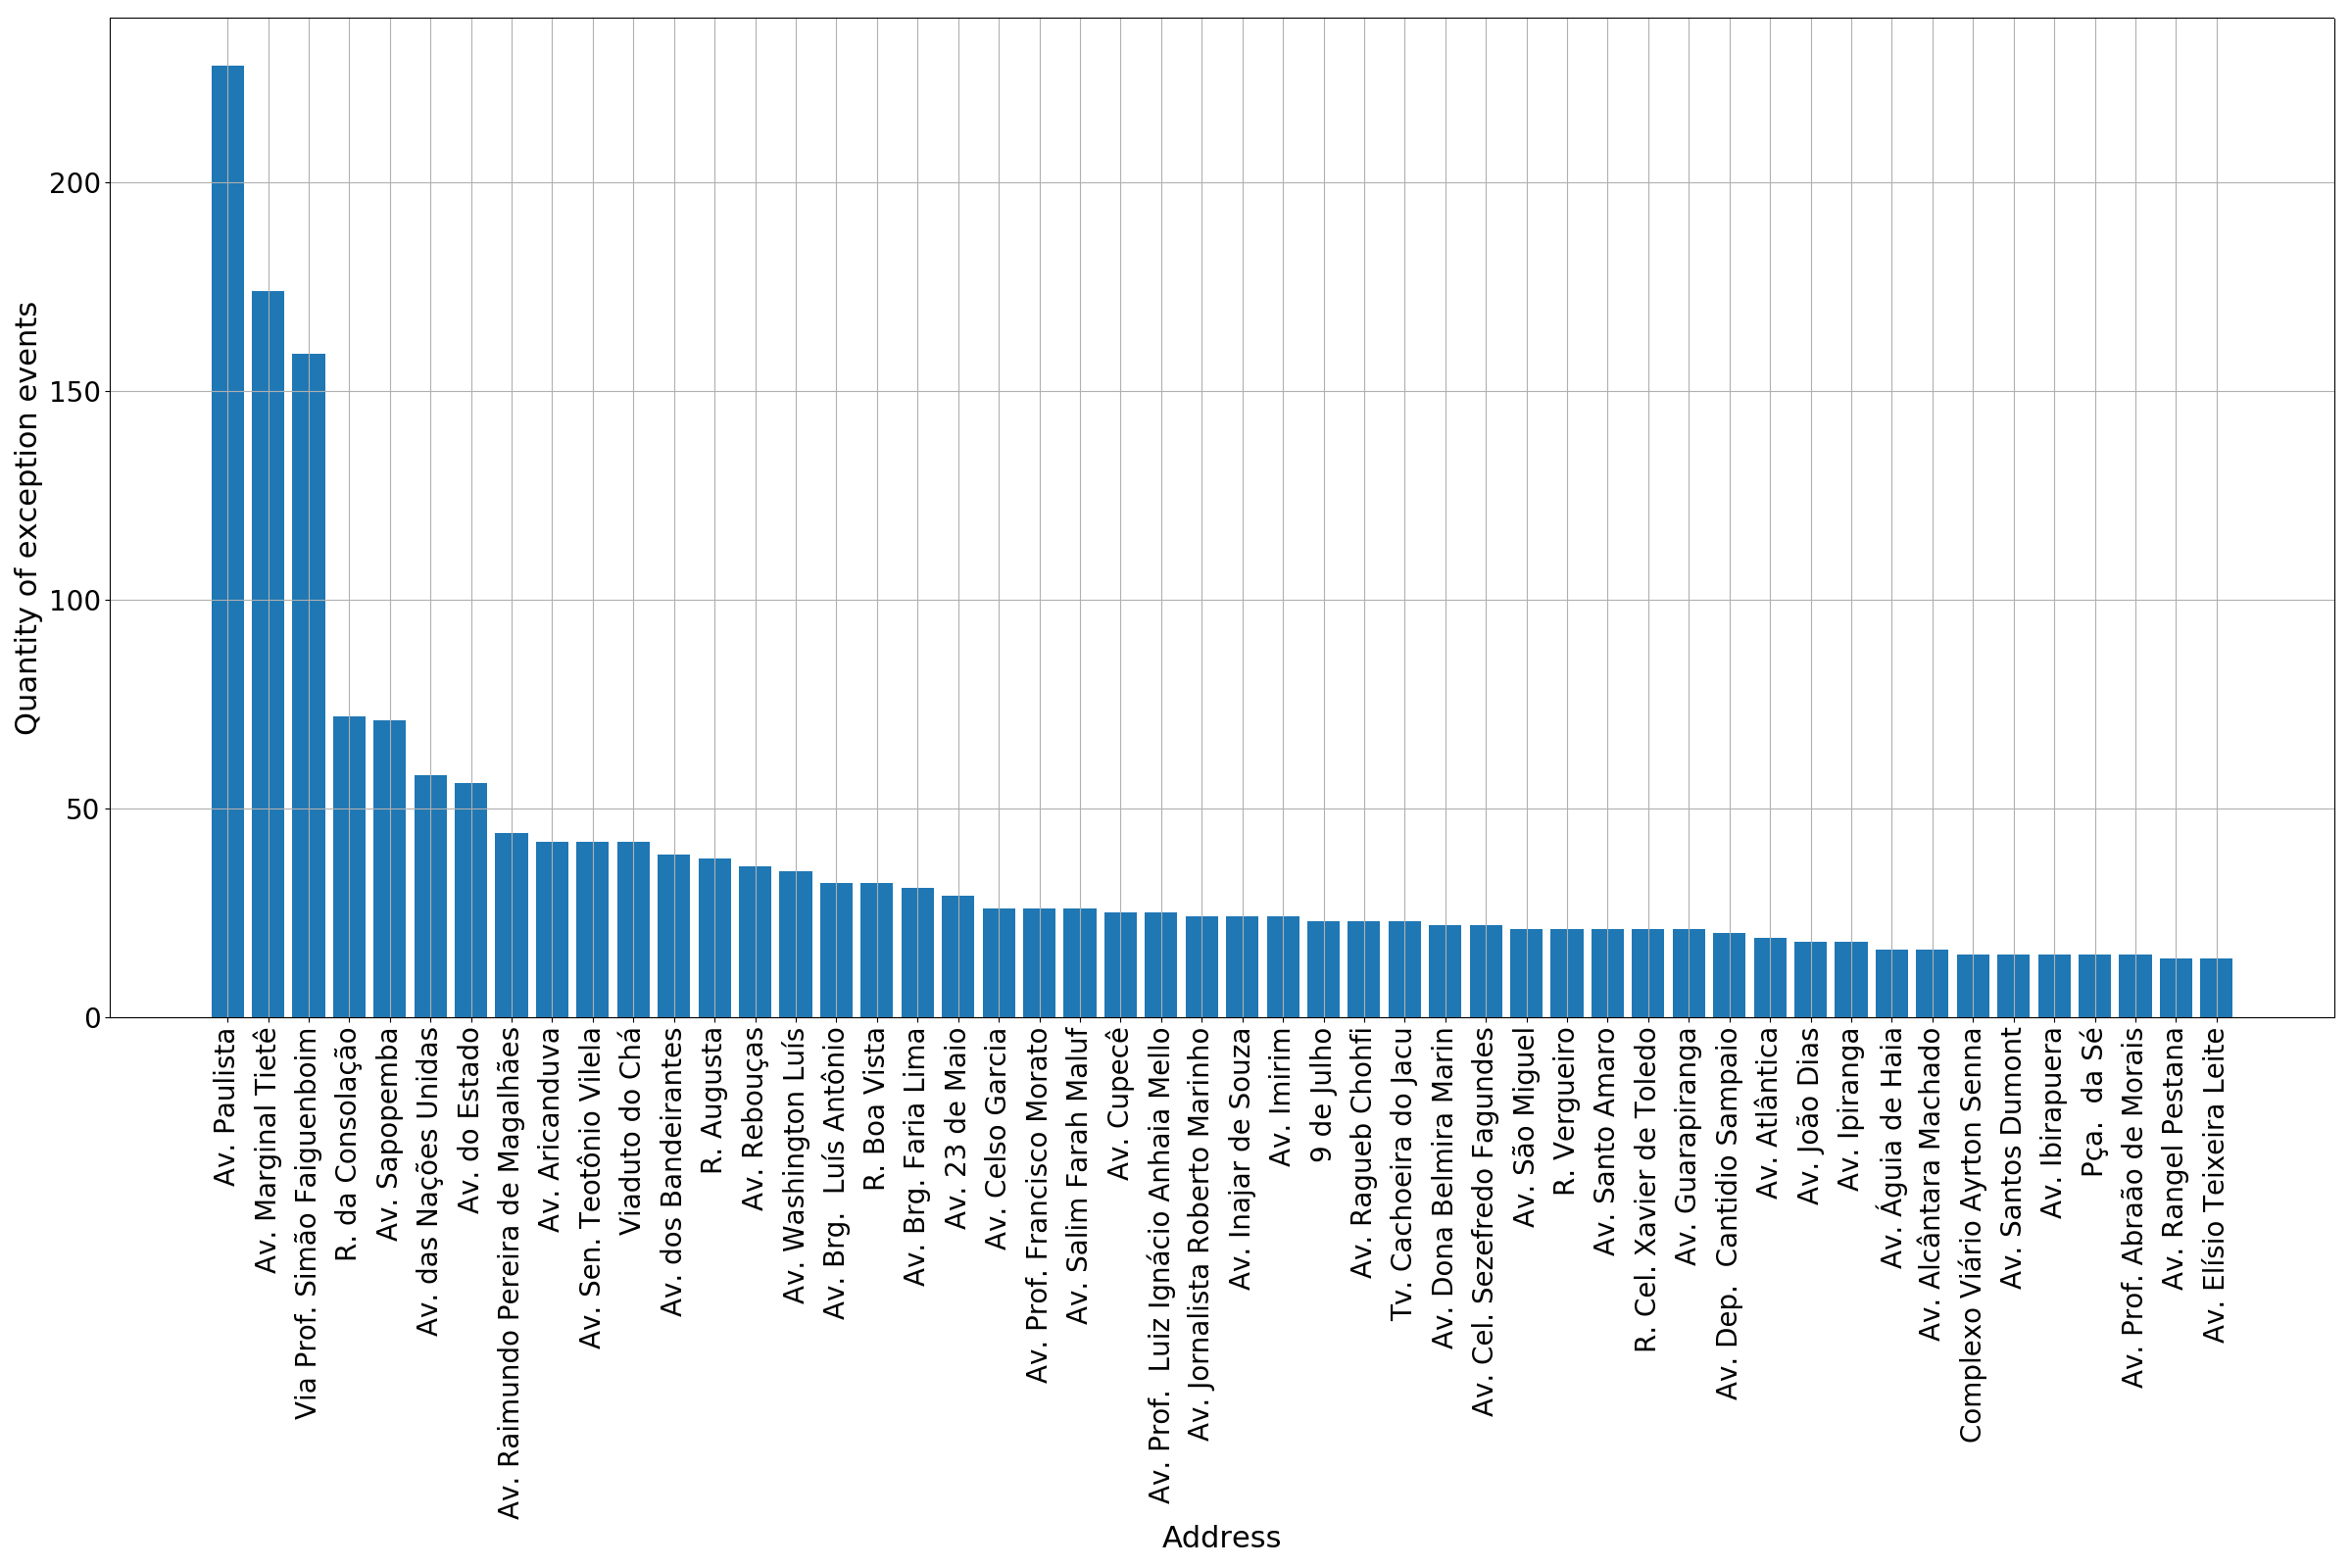 Quantity of exception events
200
150
100
50
0
Av. Paulista
Av. Marginal Tietê
Via Prof. Simão Faiguenboim
R. da Consolação
Av. Sapopemba
Av. das Nações Unidas
Av. do Estado
Av. Raimundo Pereira de Magalhães
Av. Aricanduva
Av. Sen. Teotônio Vilela
Viaduto do Chá
Av. dos Bandeirantes
R. Augusta
Av. Rebouças
Av. Washington Luís
Av. Brg.  Luís Antônio
R. Boa Vista
Av. Brg. Faria Lima
Av. 23 de Maio
Av. Celso Garcia
Av. Prof. Francisco Morato
Av. Salim Farah Maluf
Av. Cupecê
Av. Prof.  Luiz Ignácio Anhaia Mello
Av. Jornalista Roberto Marinho
Av. Inajar de Souza
Av. Imirim
9 de Julho
Av. Ragueb Chohfi
Tv. Cachoeira do Jacu
Av. Dona Belmira Marin
Av. Cel. Sezefredo Fagundes
Av. São Miguel
R. Vergueiro
Av. Santo Amaro
R. Cel. Xavier de Toledo
Av. Guarapiranga
Av. Dep.  Cantidio Sampaio
Av. Atlântica
Av. João Dias
Av. Ipiranga
Av. Águia de Haia
Av. Alcântara Machado
Complexo Viário Ayrton Senna
Av. Santos Dumont
Av. Ibirapuera
Pça.  da Sé
Av. Prof. Abraão de Morais
Av. Rangel Pestana
Av. Elísio Teixeira Leite
Address